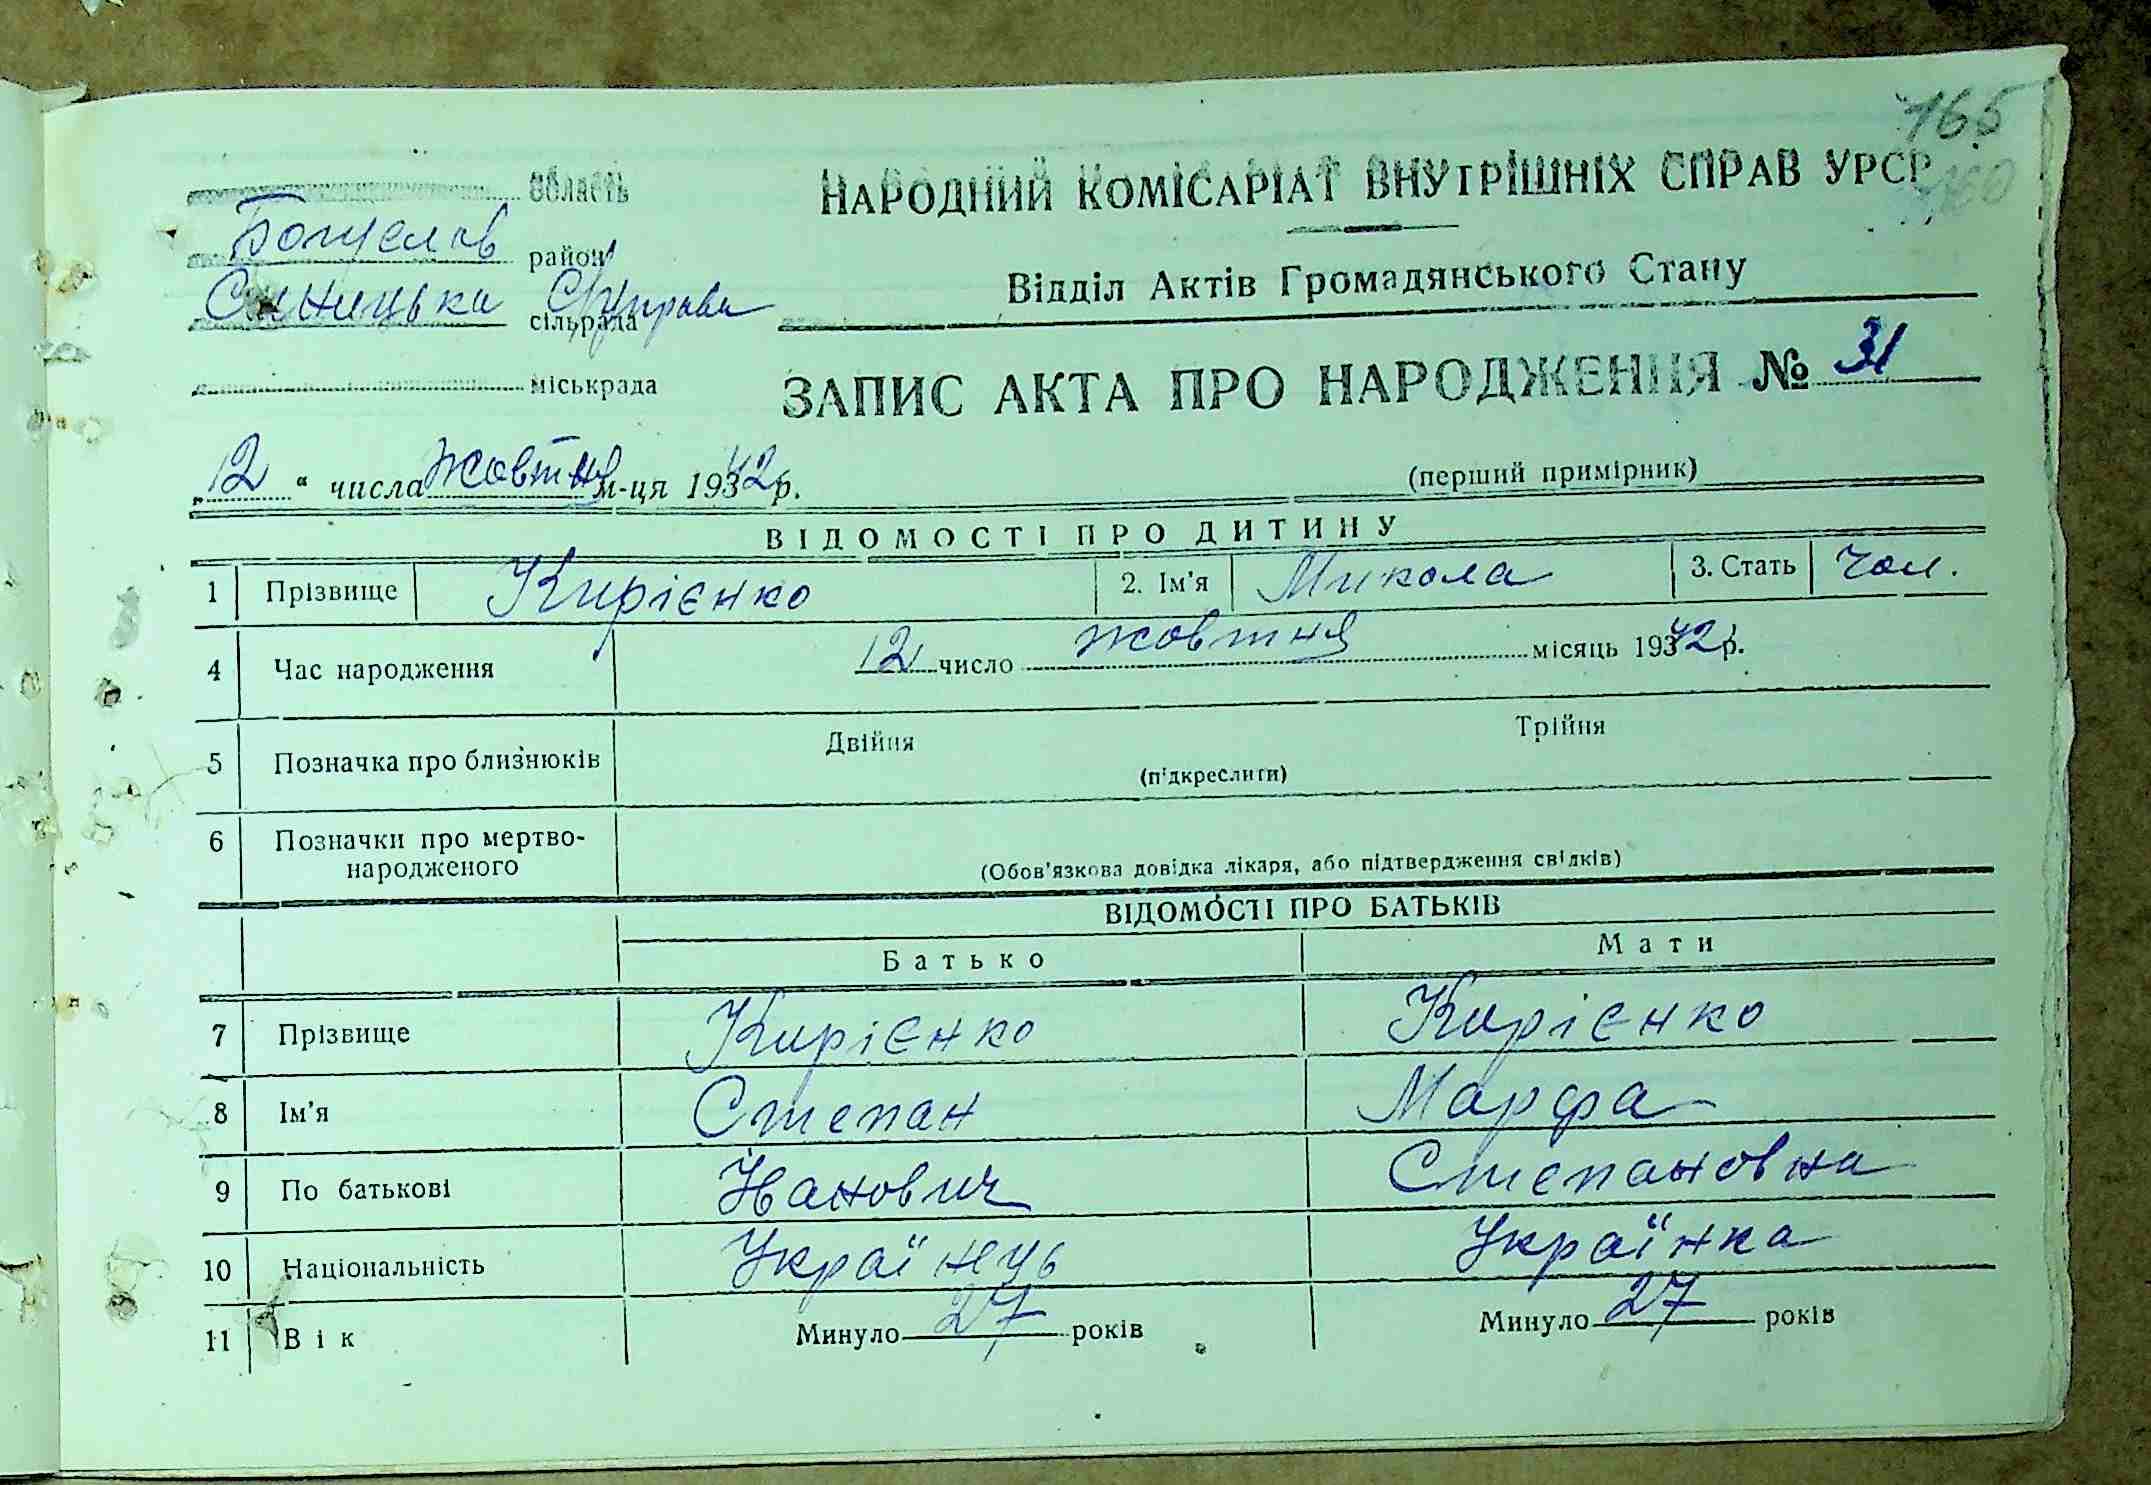 165
160
область
НАРОДНИЙ КОМІСАРІАТ ВНУТРІШНІХ СПРАВ УРСР
Богуслав район
Відділ Актів Громадянського Стану
Синицька сільрада С/управа
міськрада
ЗАПИС АКТА ПРО НАРОДЖЕННЯ № 31
„12“ числа жовтня м-ця 1942 р.
(перший примірник)
ВІДОМОСТІ ПРО ДИТИНУ
1 Прізвище Кирієнко 2. Ім'я Микола 3. Стать Чол.
4 Час народження 12 число жовтня місяць 1942 р.
5 Позначка про близнюків Двійня Трійня
(підкреслити)
6 Позначки про мертво-
народженого
(Обов'язкова довідка лікаря, або підтвердження свідків)
ВІДОМОСТІ ПРО БАТЬКІВ
Батько Мати
7 Прізвище Кирієнко Кирієнко
8 Ім'я Степан Марфа
9 По батькові Іванович Степановна
10 Національність Українець Українка
11 Вік Минуло 27 років Минуло 27 років